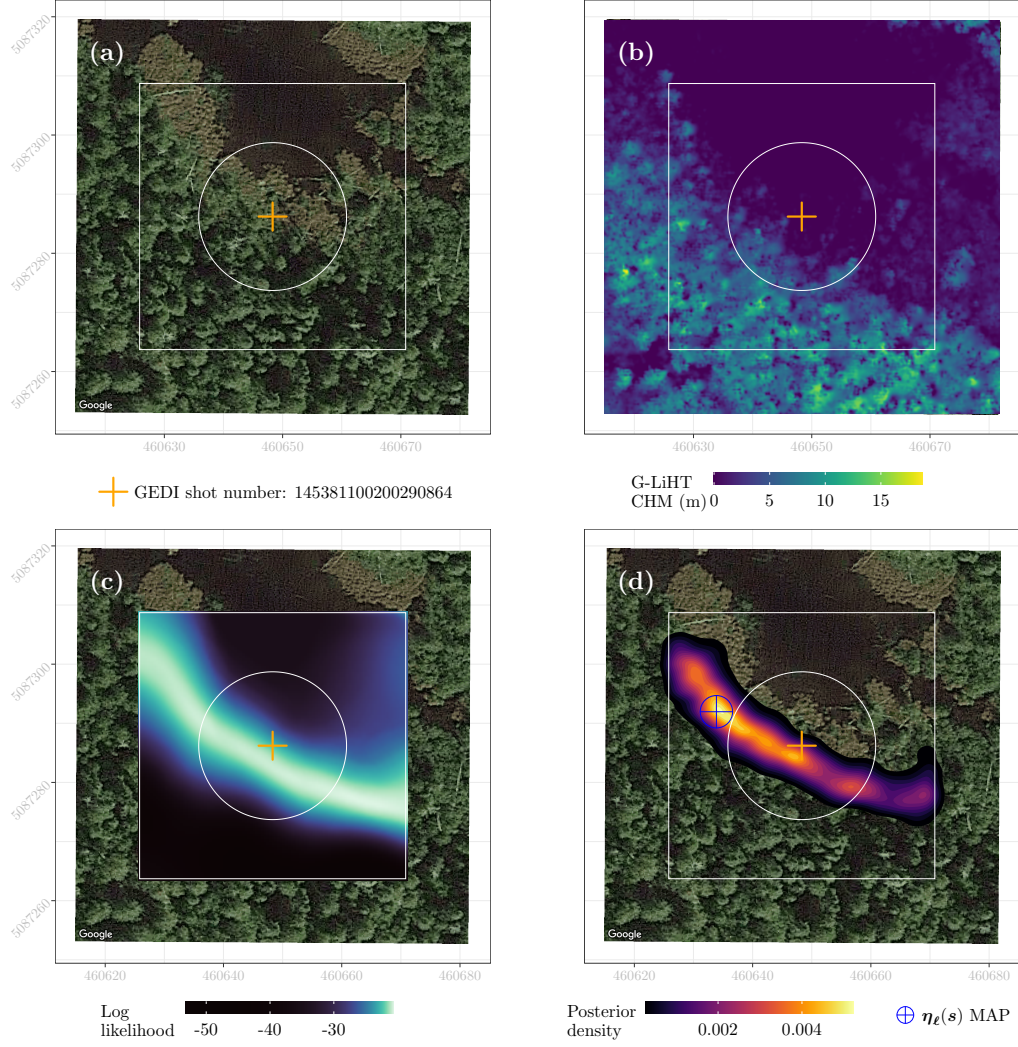 (a)
(b)
5087320
5087300
5087280
5087260
Google
460630
460650
460670
460630
460650
460670
GEDI shot number: 145381100200290864
G-LiHT
CHM (m)
0
5
10
15
(c)
(d)
5087320
5087300
5087280
5087260
Google
Google
460620
460640
460660
460680
460620
460640
460660
460680
Log
likelihood
-50
-40
-30
Posterior
density
0.002
0.004
ηℓ(s) MAP